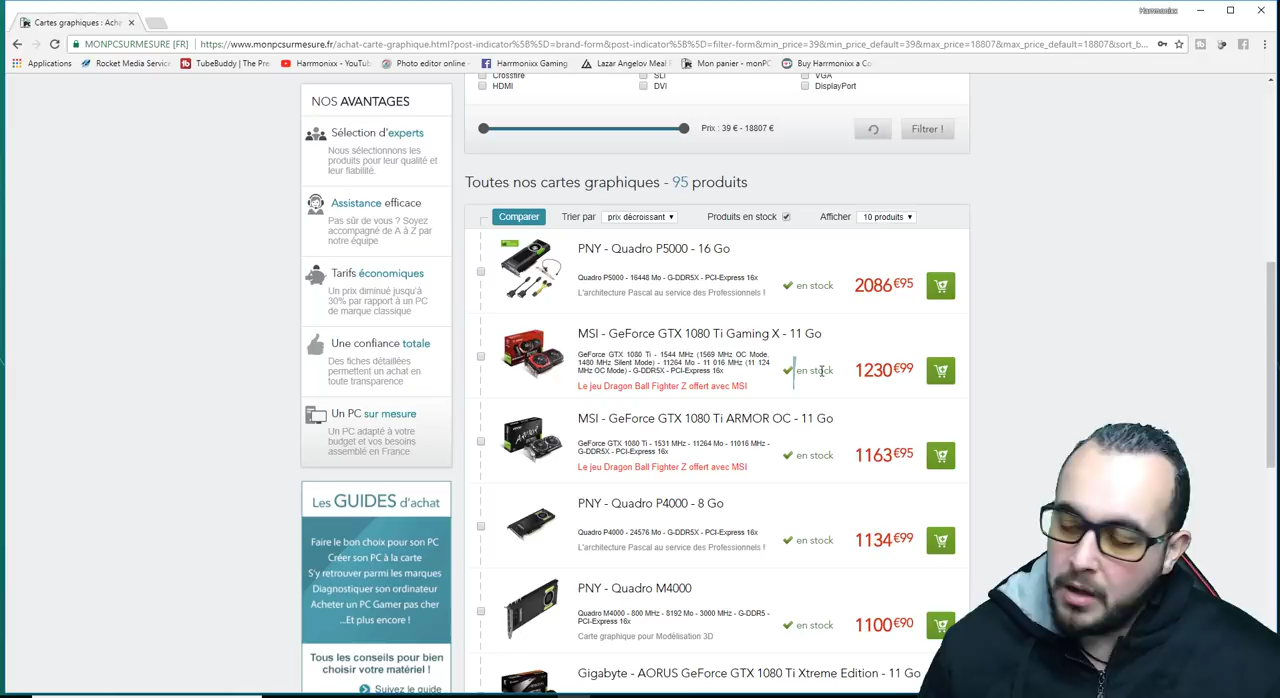 Harmonixx
Cartes graphiques : Acha
MONPCSURMESURE [FR]
https://www.monpcsurmesure.fr/achat-carte-graphique.html?post-indicator%5B%5D=brand-form&post-indicator%5B%5D=filter-form&min_price=39&min_price_default=39&max_price=18807&max_price_default=18807&sort_b...
Applications
Rocket Media Service
TubeBuddy | The Pre
Harmonixx - YouTu
Photo editor online -
Harmonixx Gaming
Lazar Angelov Meal
Mon panier - monPC
Buy Harmonixx a Co
Crossfire
SLI
VGA
HDMI
DVI
DisplayPort
Prix : 39 € - 18807 €
Filtrer !
NOS AVANTAGES
Sélection d'experts
Nous sélectionnons les
produits pour leur qualité et
leur fiabilité.
Assistance efficace
Pas sûr de vous ? Soyez
accompagné de A à Z par
notre équipe
Tarifs économiques
Un prix diminué jusqu'à
30% par rapport à un PC
de marque classique
Une confiance totale
Des fiches détaillées
permettent un achat en
toute transparence
Un PC sur mesure
Un PC adapté à votre
budget et vos besoins
assemblé en France
Les GUIDES d'achat
Faire le bon choix pour son PC
Créer son PC à la carte
S'y retrouver parmi les marques
Diagnostiquer son ordinateur
Acheter un PC Gamer pas cher
...Et plus encore !
Tous les conseils pour bien
choisir votre matériel !
Suivez le guide
Toutes nos cartes graphiques - 95 produits
Comparer
Trier par
prix décroissant
Produits en stock
Afficher
10 produits
PNY - Quadro P5000 - 16 Go
Quadro P5000 - 16448 Mo - G-DDR5X - PCI-Express 16x
L'architecture Pascal au service des Professionnels !
en stock
2086€95
MSI - GeForce GTX 1080 Ti Gaming X - 11 Go
GeForce GTX 1080 Ti - 1544 MHz (1569 MHz OC Mode,
1480 MHz Silent Mode) - 11264 Mo - 11 016 MHz (11 124
MHz OC Mode) - G-DDR5X - PCI-Express 16x
Le jeu Dragon Ball Fighter Z offert avec MSI
en stock
1230€99
MSI - GeForce GTX 1080 Ti ARMOR OC - 11 Go
GeForce GTX 1080 Ti - 1531 MHz - 11264 Mo - 11016 MHz -
G-DDR5X - PCI-Express 16x
Le jeu Dragon Ball Fighter Z offert avec MSI
en stock
1163€95
PNY - Quadro P4000 - 8 Go
Quadro P4000 - 24576 Mo - G-DDR5X - PCI-Express 16x
L'architecture Pascal au service des Professionnels !
en stock
1134€99
PNY - Quadro M4000
Quadro M4000 - 800 MHz - 8192 Mo - 3000 MHz - G-DDR5 -
PCI-Express 16x
Carte graphique pour Modélisation 3D
en stock
1100€90
Gigabyte - AORUS GeForce GTX 1080 Ti Xtreme Edition - 11 Go